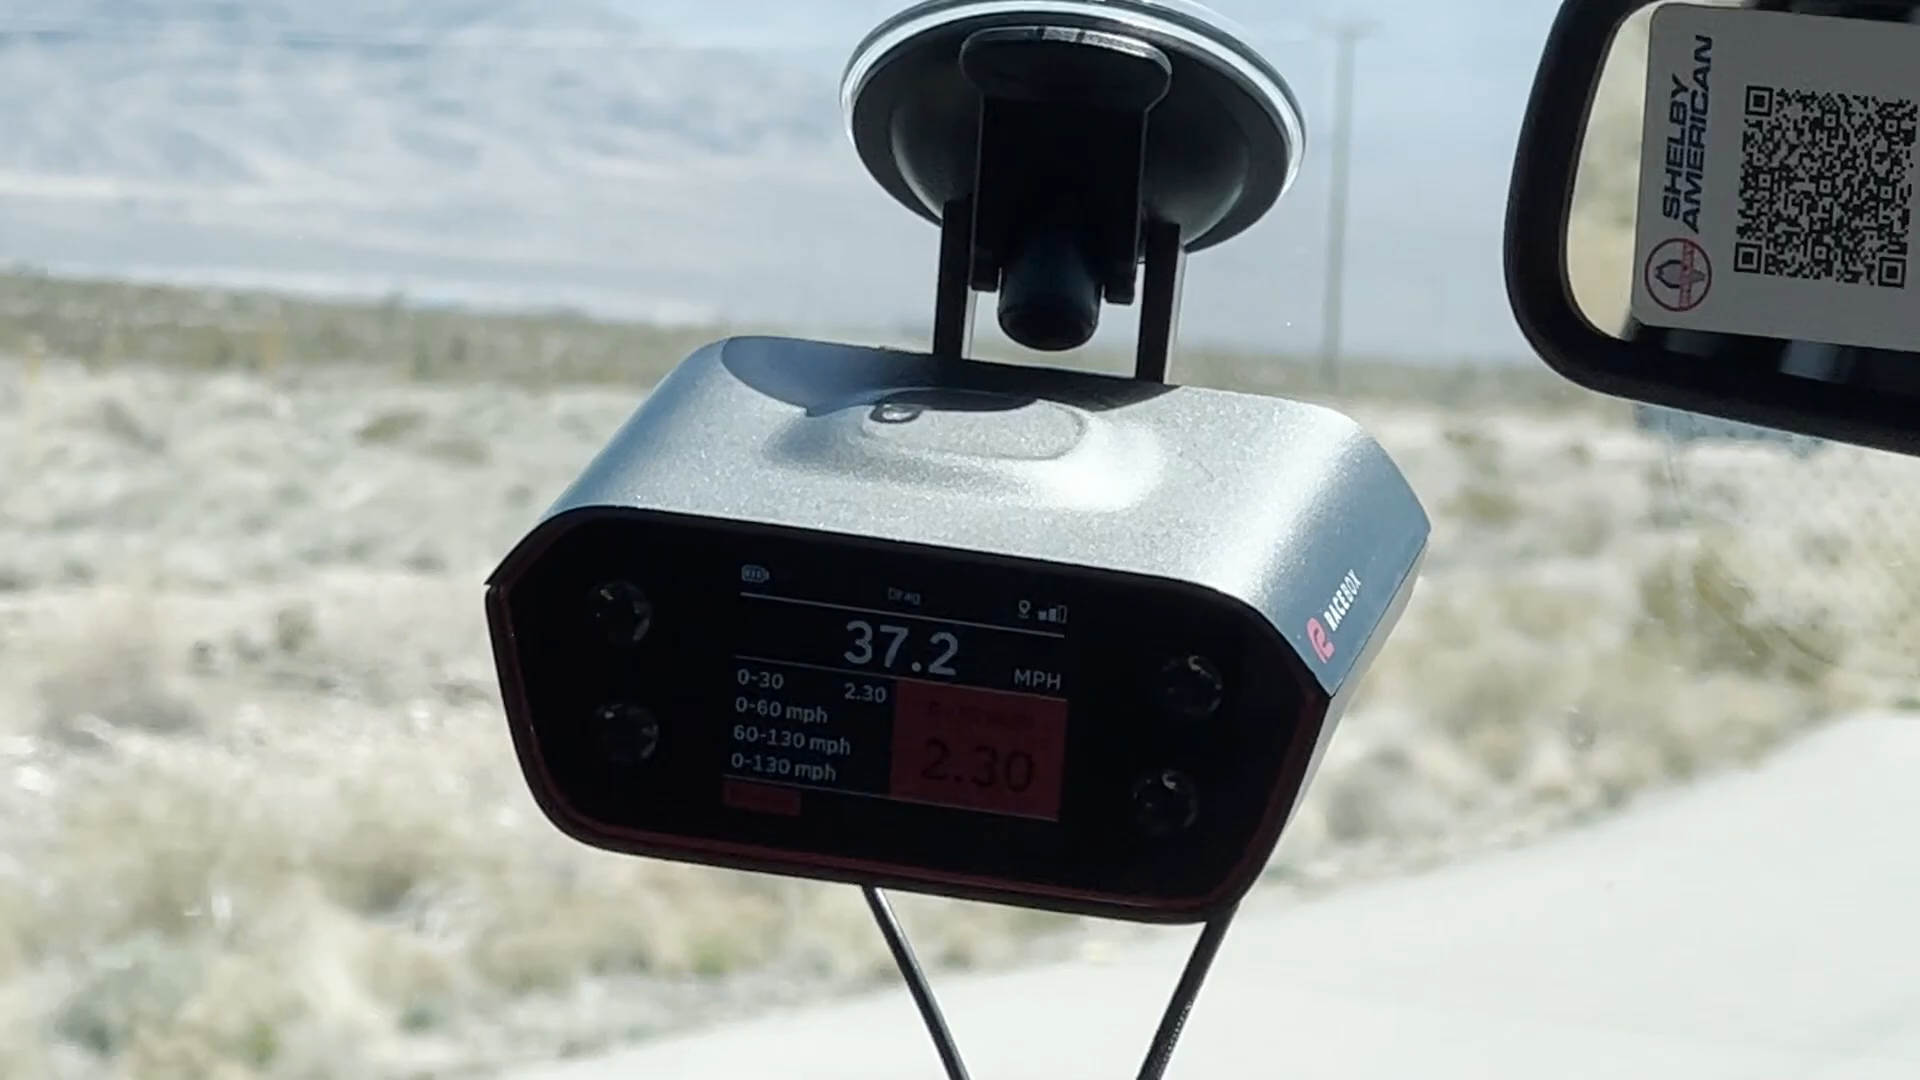 SHELBY
AMERICAN
RACEBOX
Drag
37.2
MPH
0-30 2.30
0-60 mph
60-130 mph
0-130 mph
2.30